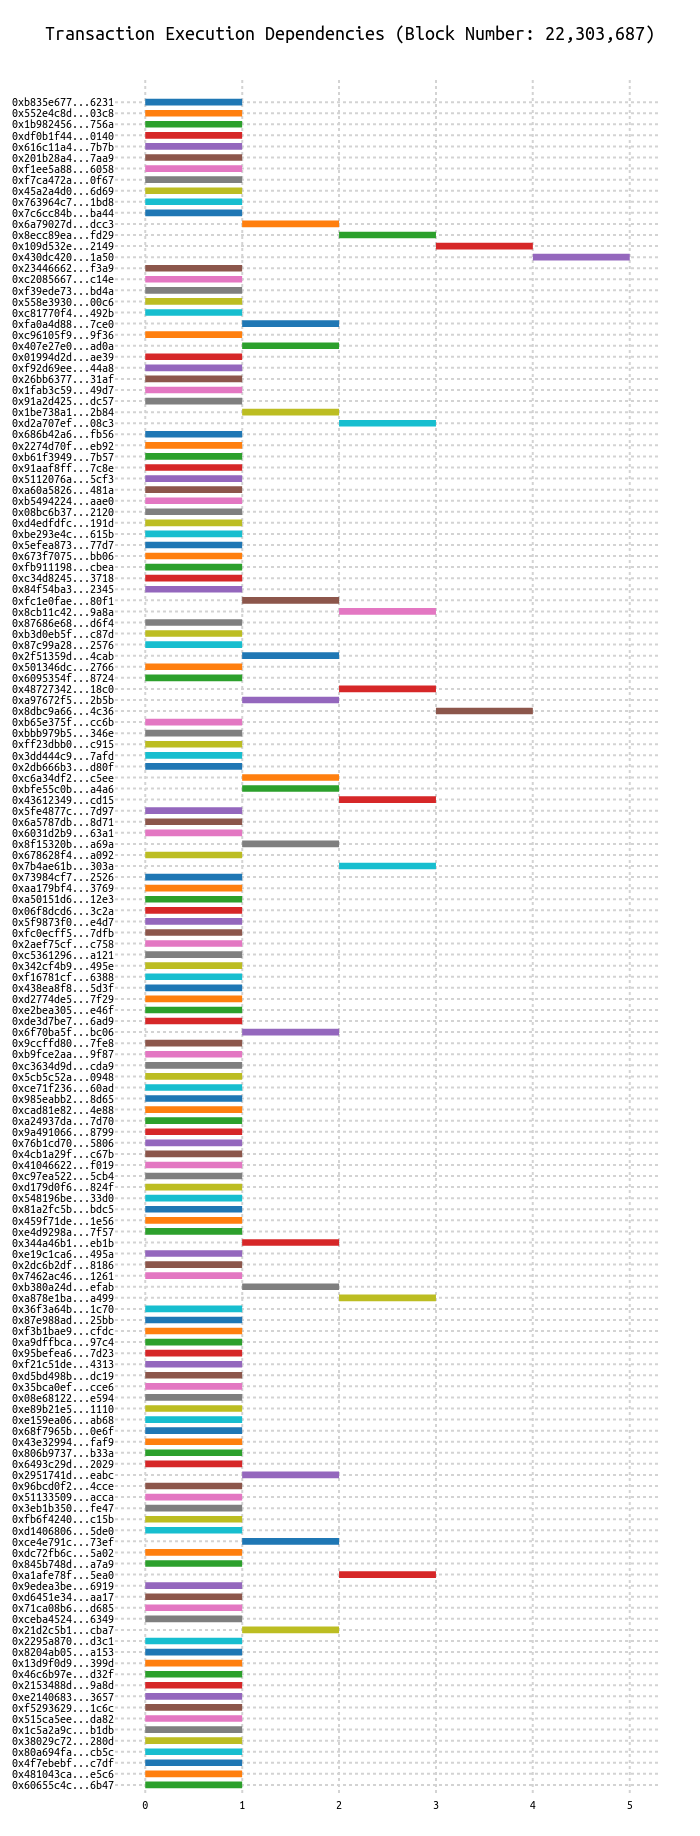 Transaction Execution Dependencies (Block Number: 22,303,687)
0xb835e677...6231
0x552e4c8d...03c8
0x1b982456...756a
0xdf0b1f44...0140
0x616c11a4...7b7b
0x201b28a4...7aa9
0xf1ee5a88...6058
0xf7ca472a...0f67
0x45a2a4d0...6d69
0x763964c7...1bd8
0x7c6cc84b...ba44
0x6a79027d...dcc3
0x8ecc89ea...fd29
0x109d532e...2149
0x430dc420...1a50
0x23446662...f3a9
0xc2085667...c14e
0xf39ede73...bd4a
0x558e3930...00c6
0xc81770f4...492b
0xfa0a4d88...7ce0
0xc96105f9...9f36
0x407e27e0...ad0a
0x01994d2d...ae39
0xf92d69ee...44a8
0x26bb6377...31af
0x1fab3c59...49d7
0x91a2d425...dc57
0x1be738a1...2b84
0xd2a707ef...08c3
0x686b42a6...fb56
0x2274d70f...eb92
0xb61f3949...7b57
0x91aaf8ff...7c8e
0x5112076a...5cf3
0xa60a5826...481a
0xb5494224...aae0
0x08bc6b37...2120
0xd4edfdfc...191d
0xbe293e4c...615b
0x5efea873...77d7
0x673f7075...bb06
0xfb911198...cbea
0xc34d8245...3718
0x84f54ba3...2345
0xfc1e0fae...80f1
0x8cb11c42...9a8a
0x87686e68...d6f4
0xb3d0eb5f...c87d
0x87c99a28...2576
0x2f51359d...4cab
0x501346dc...2766
0x6095354f...8724
0x48727342...18c0
0xa97672f5...2b5b
0x8dbc9a66...4c36
0xb65e375f...cc6b
0xbbb979b5...346e
0xff23dbb0...c915
0x3dd444c9...7afd
0x2db666b3...d80f
0xc6a34df2...c5ee
0xbfe55c0b...a4a6
0x43612349...cd15
0x5fe4877c...7d97
0x6a5787db...8d71
0x6031d2b9...63a1
0x8f15320b...a69a
0x678628f4...a092
0x7b4ae61b...303a
0x73984cf7...2526
0xaa179bf4...3769
0xa50151d6...12e3
0x06f8dcd6...3c2a
0x5f9873f0...e4d7
0xfc0ecff5...7dfb
0x2aef75cf...c758
0xc5361296...a121
0x342cf4b9...495e
0xf16781cf...6388
0x438ea8f8...5d3f
0xd2774de5...7f29
0xe2bea305...e46f
0xde3d7be7...6ad9
0x6f70ba5f...bc06
0x9ccffd80...7fe8
0xb9fce2aa...9f87
0xc3634d9d...cda9
0x5cb5c52a...0948
0xce71f236...60ad
0x985eabb2...8d65
0xcad81e82...4e88
0xa24937da...7d70
0x9a491066...8799
0x76b1cd70...5806
0x4cb1a29f...c67b
0x41046622...f019
0xc97ea522...5cb4
0xd179d0f6...824f
0x548196be...33d0
0x81a2fc5b...bdc5
0x459f71de...1e56
0xe4d9298a...7f57
0x344a46b1...eb1b
0xe19c1ca6...495a
0x2dc6b2df...8186
0x7462ac46...1261
0xb380a24d...efab
0xa878e1ba...a499
0x36f3a64b...1c70
0x87e988ad...25bb
0xf3b1bae9...cfdc
0xa9dffbca...97c4
0x95befea6...7d23
0xf21c51de...4313
0xd5bd498b...dc19
0x35bca0ef...cce6
0x08e68122...e594
0xe89b21e5...1110
0xe159ea06...ab68
0x68f7965b...0e6f
0x43e32994...faf9
0x806b9737...b33a
0x6493c29d...2029
0x2951741d...eabc
0x96bcd0f2...4cce
0x51133509...acca
0x3eb1b350...fe47
0xfb6f4240...c15b
0xd1406806...5de0
0xce4e791c...73ef
0xdc72fb6c...5a02
0x845b748d...a7a9
0xa1afe78f...5ea0
0x9edea3be...6919
0xd6451e34...aa17
0x71ca08b6...d685
0xceba4524...6349
0x21d2c5b1...cba7
0x2295a870...d3c1
0x8204ab05...a153
0x13d9f0d9...399d
0x46c6b97e...d32f
0x2153488d...9a8d
0xe2140683...3657
0xf5293629...1c6c
0x515ca5ee...da82
0x1c5a2a9c...b1db
0x38029c72...280d
0x80a694fa...cb5c
0x4f7ebebf...c7df
0x481043ca...e5c6
0x60655c4c...6b47
0 1 2 3 4 5